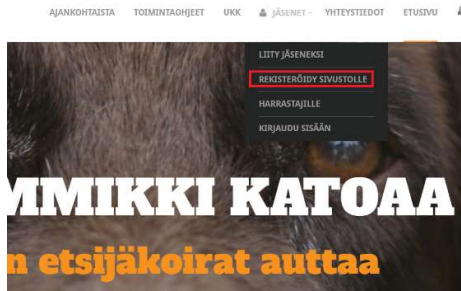 AJANKOHTAISTA TOIMINTAOHJEET UKK JÄSENET YHTEYSTIEDOT ETUSIVU
LIITY JÄSENEKSI
REKISTERÖIDY SIVUSTOLLE
HARRASTAJILLE
KIRJAUDU SISÄÄN
MMIKKI KATOAA
n etsijäkoirat auttaa